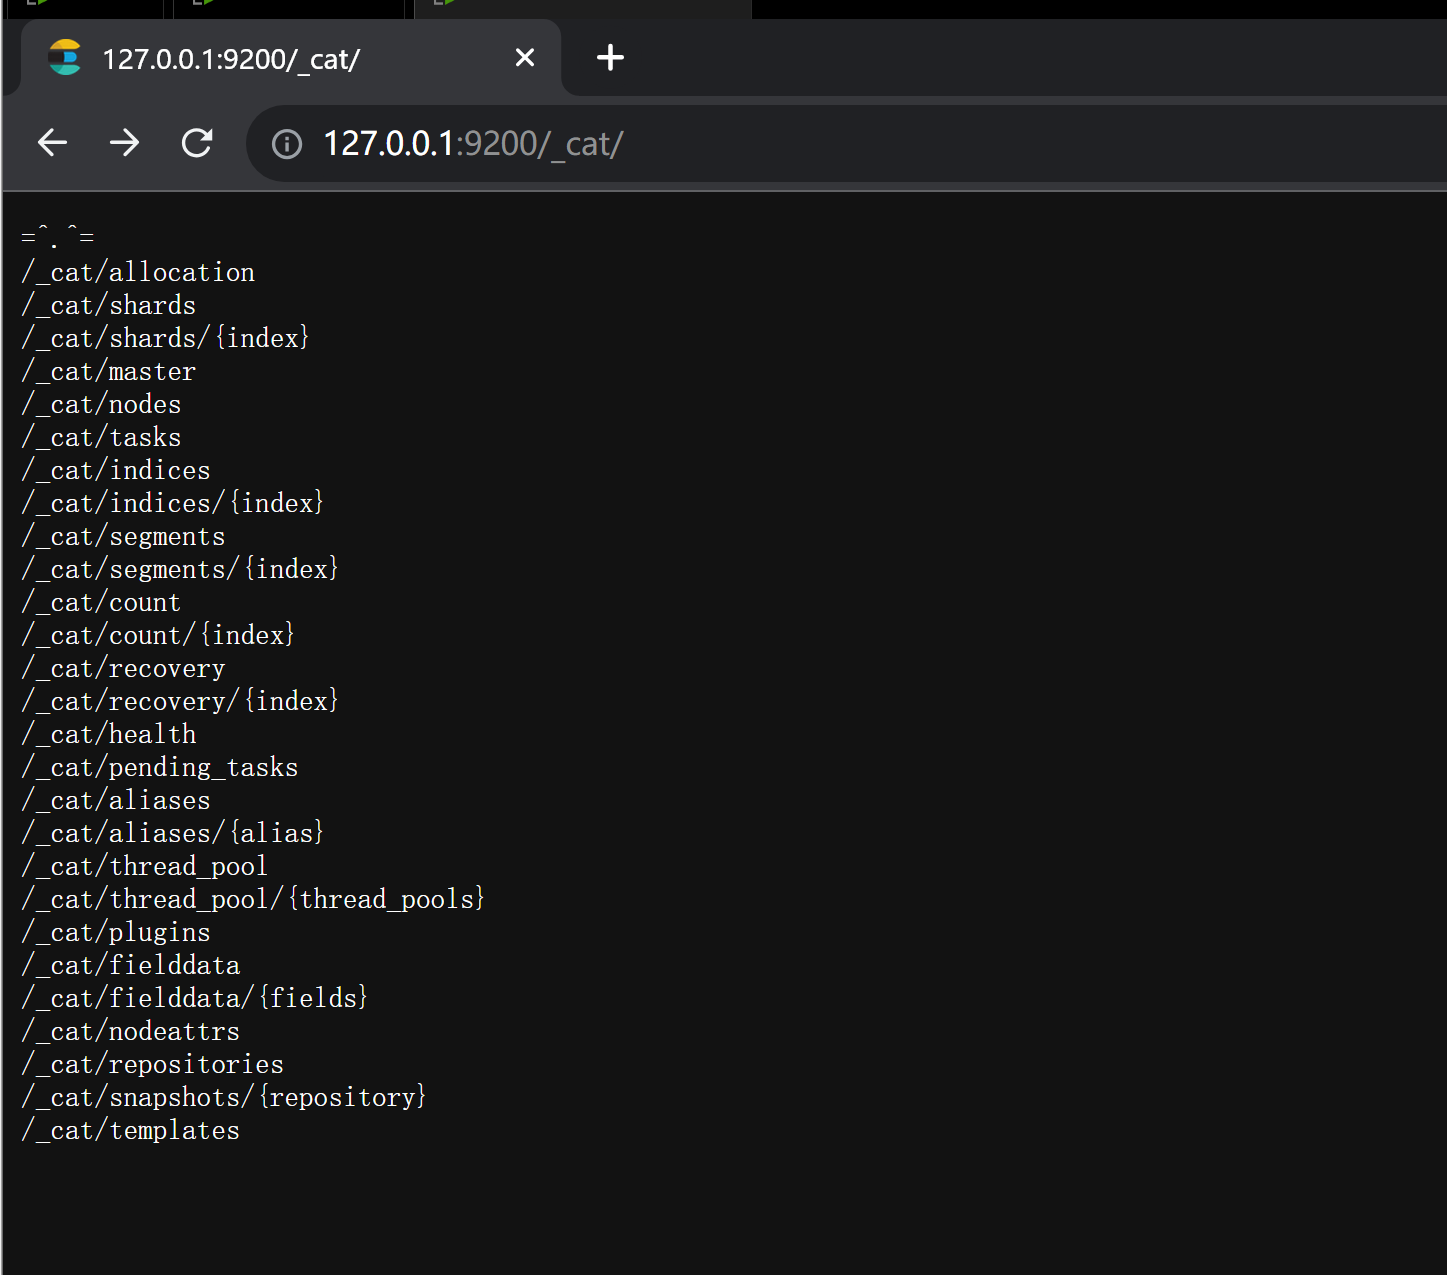 127.0.0.1:9200/_cat/
127.0.0.1:9200/_cat/
=^.^=
/_cat/allocation
/_cat/shards
/_cat/shards/{index}
/_cat/master
/_cat/nodes
/_cat/tasks
/_cat/indices
/_cat/indices/{index}
/_cat/segments
/_cat/segments/{index}
/_cat/count
/_cat/count/{index}
/_cat/recovery
/_cat/recovery/{index}
/_cat/health
/_cat/pending_tasks
/_cat/aliases
/_cat/aliases/{alias}
/_cat/thread_pool
/_cat/thread_pool/{thread_pools}
/_cat/plugins
/_cat/fielddata
/_cat/fielddata/{fields}
/_cat/nodeattrs
/_cat/repositories
/_cat/snapshots/{repository}
/_cat/templates